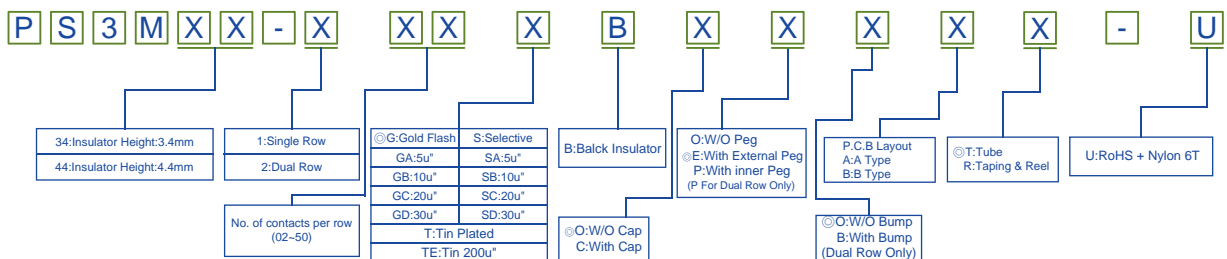 P S 3 M X X - X X X X B X X X X X - U
34:Insulator Height:3.4mm
44:Insulator Height:4.4mm
1:Single Row
2:Dual Row
No. of contacts per row
(02~50)
◎G:Gold Flash S:Selective
GA:5u" SA:5u"
GB:10u" SB:10u"
GC:20u" SC:20u"
GD:30u" SD:30u"
T:Tin Plated
TE:Tin 200u"
B:Balck Insulator
◎O:W/O Cap
C:With Cap
O:W/O Peg
◎E:With External Peg
P:With inner Peg
(P For Dual Row Only)
◎O:W/O Bump
B:With Bump
(Dual Row Only)
P.C.B Layout
A:A Type
B:B Type
◎T:Tube
R:Taping & Reel
U:RoHS + Nylon 6T